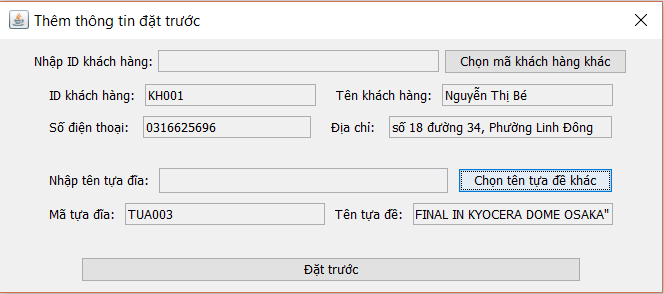 Thêm thông tin đặt trước
Nhập ID khách hàng: Chọn mã khách hàng khác
ID khách hàng: KH001 Tên khách hàng: Nguyễn Thị Bé
Số điện thoại: 0316625696 Địa chỉ: số 18 đường 34, Phường Linh Đông
Nhập tên tựa đĩa: Chọn tên tựa đề khác
Mã tựa đĩa: TUA003 Tên tựa đề: FINAL IN KYOCERA DOME OSAKA"
Đặt trước